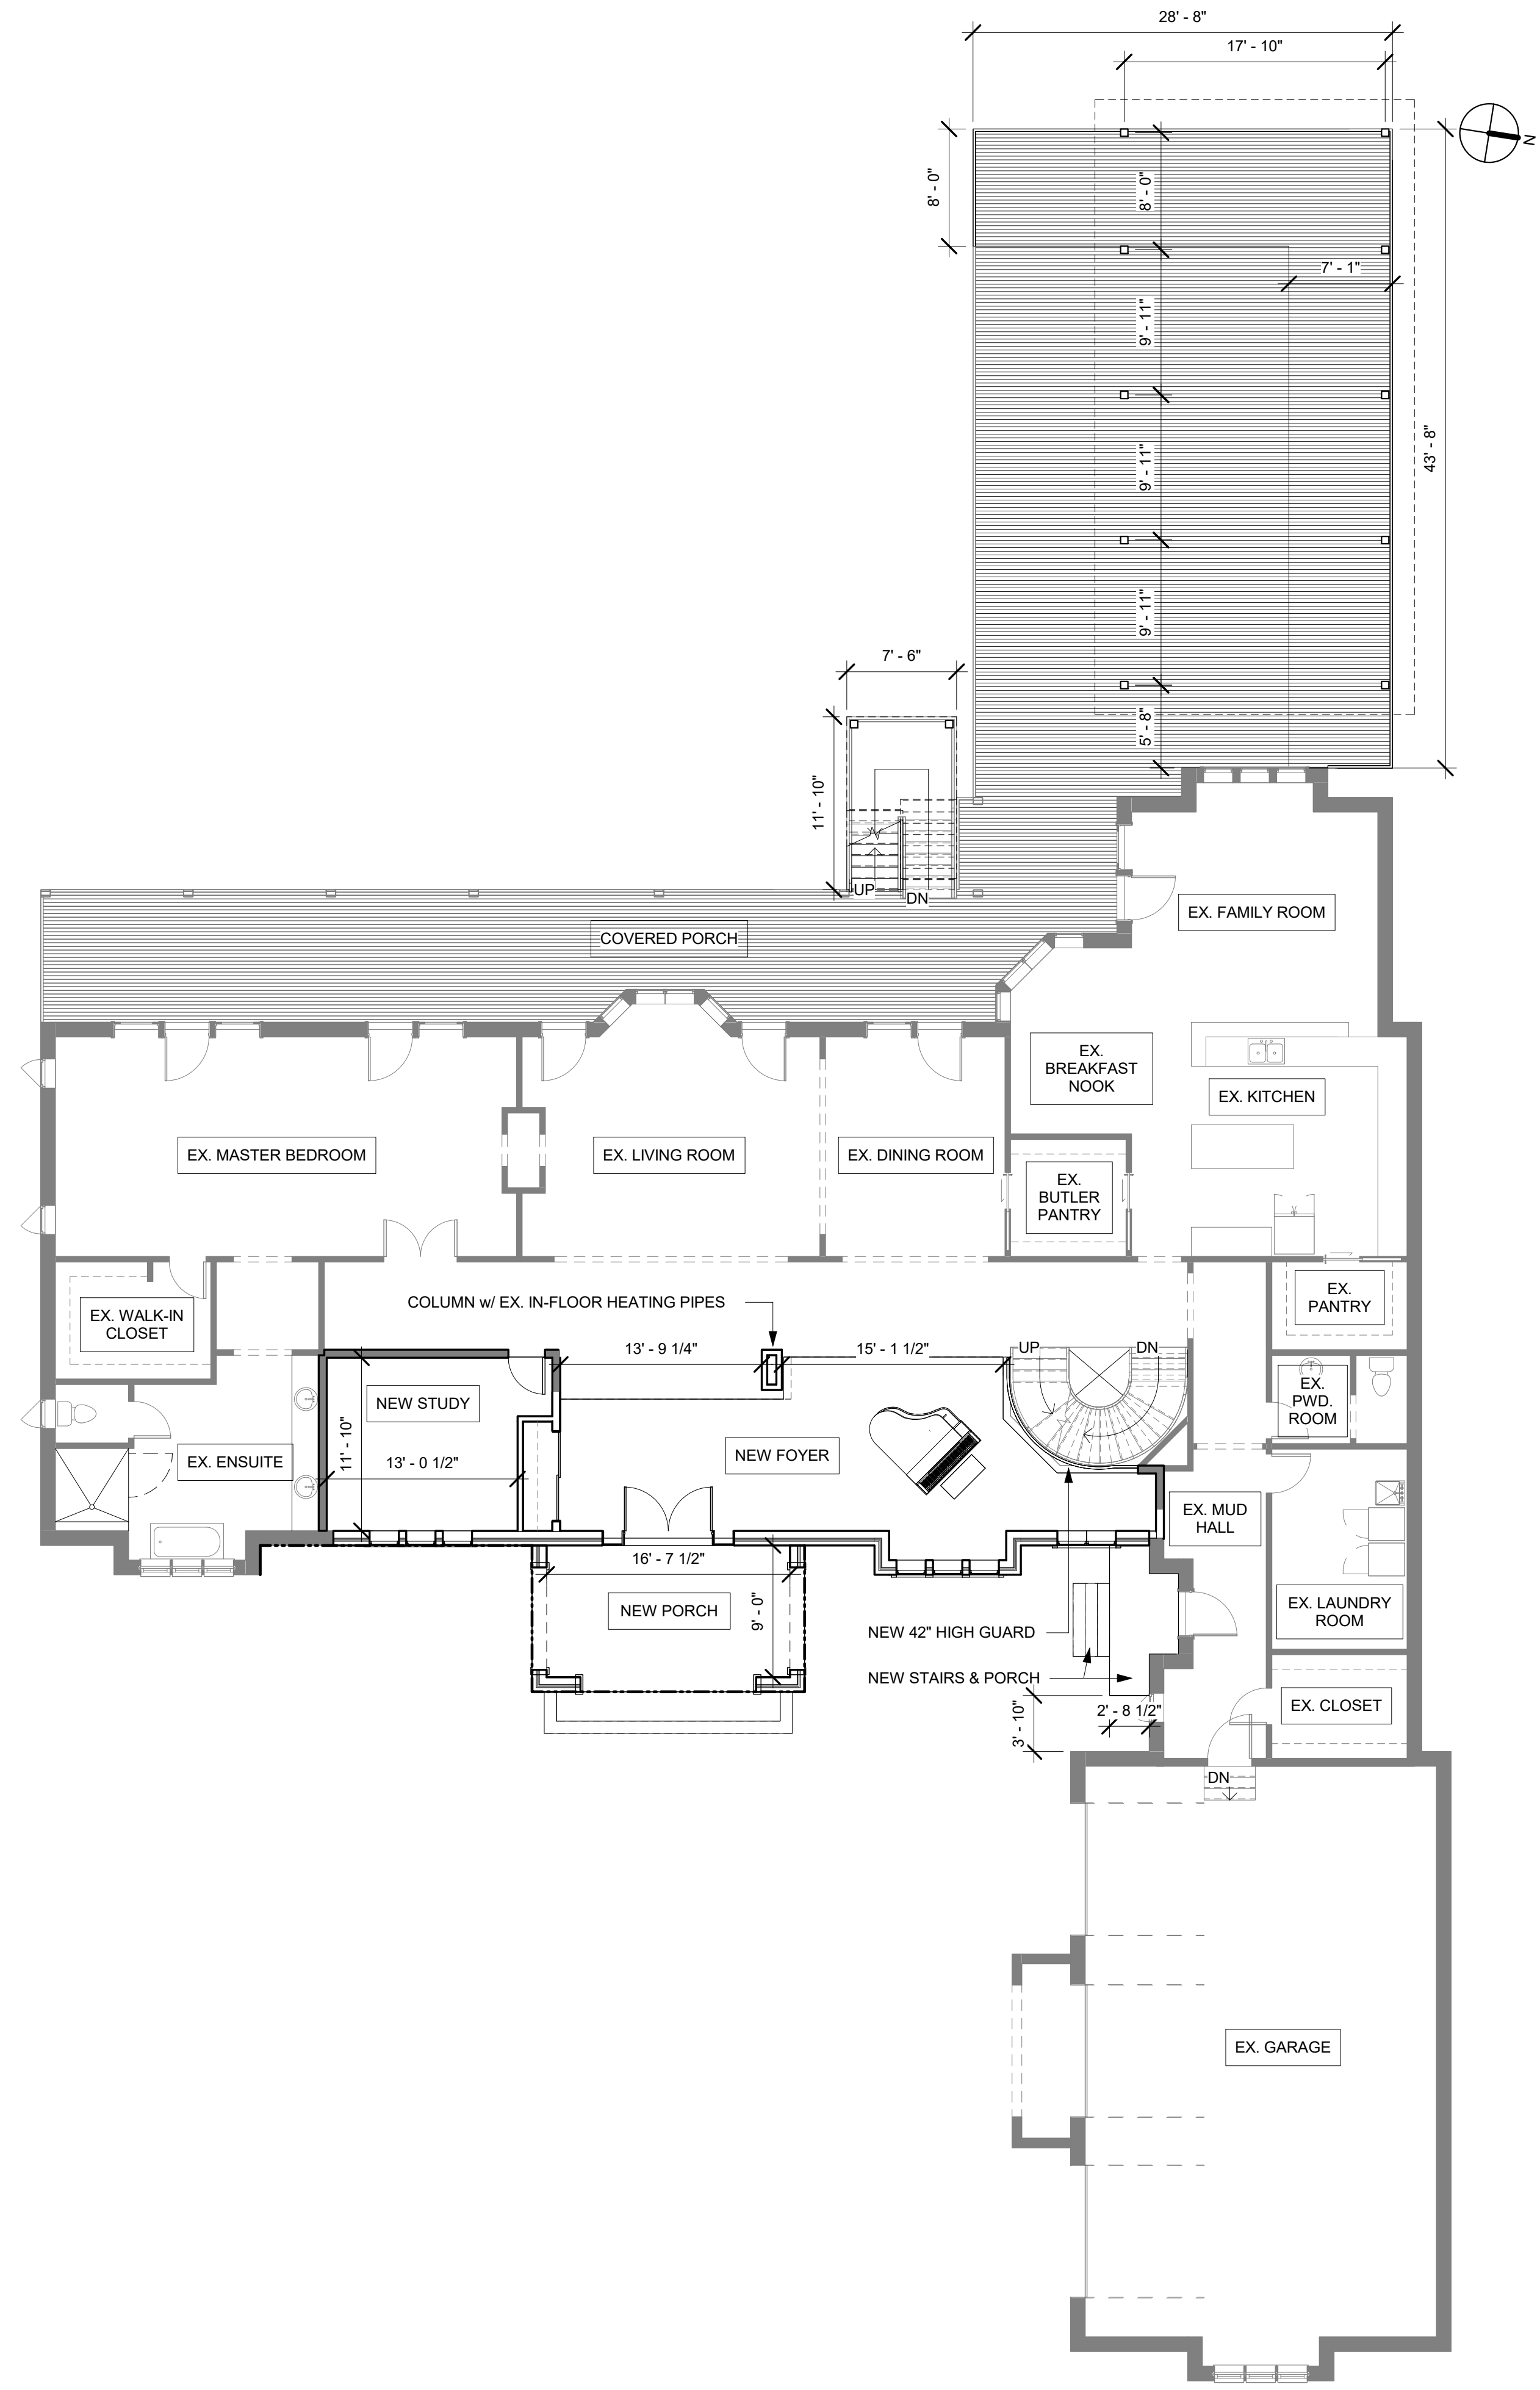 28' - 8"
17' - 10"
N
8' - 0"
8' - 0"
7' - 1"
9' - 11"
43' - 8"
9' - 11"
9' - 11"
7' - 6"
5' - 8"
11' - 10"
UP
DN
EX. FAMILY ROOM
COVERED PORCH
EX.
BREAKFAST
NOOK
EX. KITCHEN
EX. MASTER BEDROOM
EX. LIVING ROOM
EX. DINING ROOM
EX.
BUTLER
PANTRY
EX. WALK-IN
CLOSET
COLUMN w/ EX. IN-FLOOR HEATING PIPES
EX.
PANTRY
13' - 9 1/4"
15' - 1 1/2"
UP
DN
NEW STUDY
EX.
PWD.
ROOM
11' - 10"
13' - 0 1/2"
EX. ENSUITE
NEW FOYER
EX. MUD
HALL
16' - 7 1/2"
NEW PORCH
9' - 0"
EX. LAUNDRY
ROOM
NEW 42" HIGH GUARD
NEW STAIRS & PORCH
EX. CLOSET
2' - 8 1/2"
3' - 10"
DN
EX. GARAGE